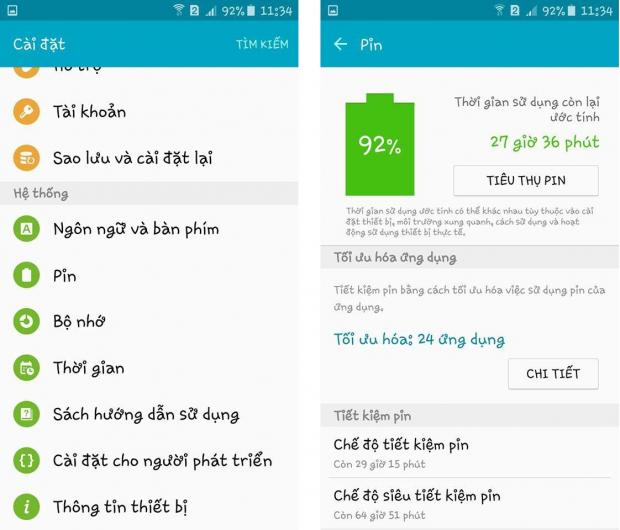 2 92% 11:34
Cài đặt
TÌM KIẾM
Hỗ trợ
Tài khoản
Sao lưu và cài đặt lại
Hệ thống
Ngôn ngữ và bàn phím
Pin
Bộ nhớ
Thời gian
Sách hướng dẫn sử dụng
Cài đặt cho người phát triển
Thông tin thiết bị
2 92% 11:34
Pin
92%
Thời gian sử dụng còn lại
ước tính
27 giờ 36 phút
TIÊU THỤ PIN
Thời gian sử dụng ước tính có thể khác nhau tùy thuộc vào cài
đặt thiết bị, môi trường xung quanh, cách sử dụng và hoạt
động sử dụng thiết bị thực tế.
Tối ưu hóa ứng dụng
Tiết kiệm pin bằng cách tối ưu hóa việc sử dụng pin của
ứng dụng.
Tối ưu hóa: 24 ứng dụng
CHI TIẾT
Tiết kiệm pin
Chế độ tiết kiệm pin
Còn 29 giờ 15 phút
Chế độ siêu tiết kiệm pin
Còn 64 giờ 51 phút